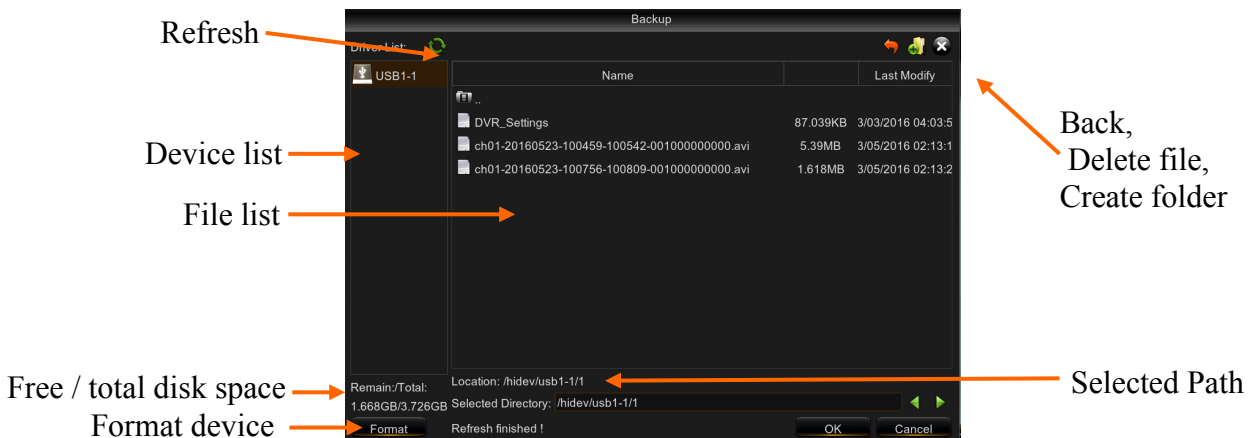 Backup
Refresh
Driver List:
USB1-1
Name
Last Modify
..
DVR_Settings 87.039KB 3/03/2016 04:03:5
ch01-20160523-100459-100542-001000000000.avi 5.39MB 3/05/2016 02:13:1
ch01-20160523-100756-100809-001000000000.avi 1.618MB 3/05/2016 02:13:2
Back,
Delete file,
Create folder
Device list
File list
Free / total disk space
Remain:/Total:
1.668GB/3.726GB
Location: /hidev/usb1-1/1
Selected Path
Selected Directory: /hidev/usb1-1/1
Format device
Format
Refresh finished !
OK
Cancel